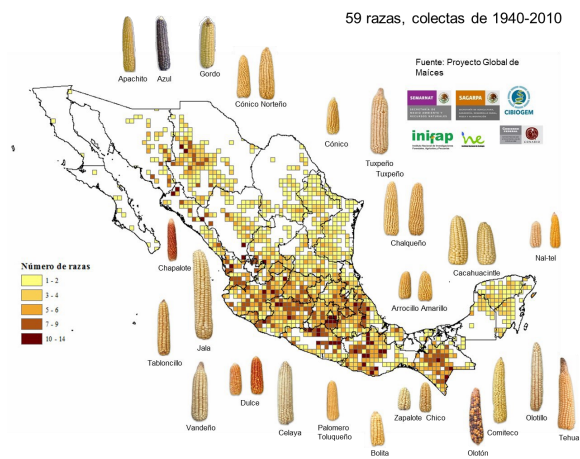 59 razas, colectas de 1940-2010
Fuente: Proyecto Global de
Maíces
SEMARNAT
SAGARPA
CIBIOGEM
inifap
ine
Apachito
Azul
Gordo
Cónico Norteño
Cónico
Tuxpeño
Tuxpeño
Chalqueño
Cacahuacintle
Nal-tel
Chapalote
Arrocillo Amarillo
Número de razas
1 - 2
3 - 4
5 - 6
7 - 9
10 - 14
Tabloncillo
Jala
Vandeño
Dulce
Celaya
Palomero
Toluqueño
Bolita
Zapalote
Chico
Olotón
Comiteco
Olotillo
Tehua